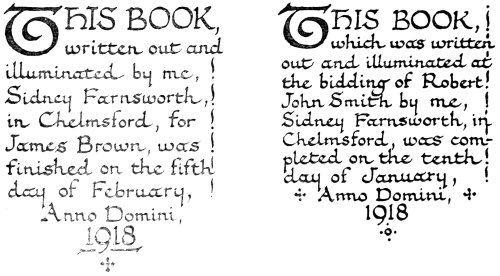 THIS BOOK,
written out and
illuminated by me,
Sidney Farnsworth,
in Chelmsford, for
James Brown, was
finished on the fifth
day of February,
Anno Domini,
1918
THIS BOOK,
which was written
out and illuminated at
the bidding of Robert
John Smith by me,
Sidney Farnsworth, in
Chelmsford, was com-
pleted on the tenth
day of January,
Anno Domini,
1918